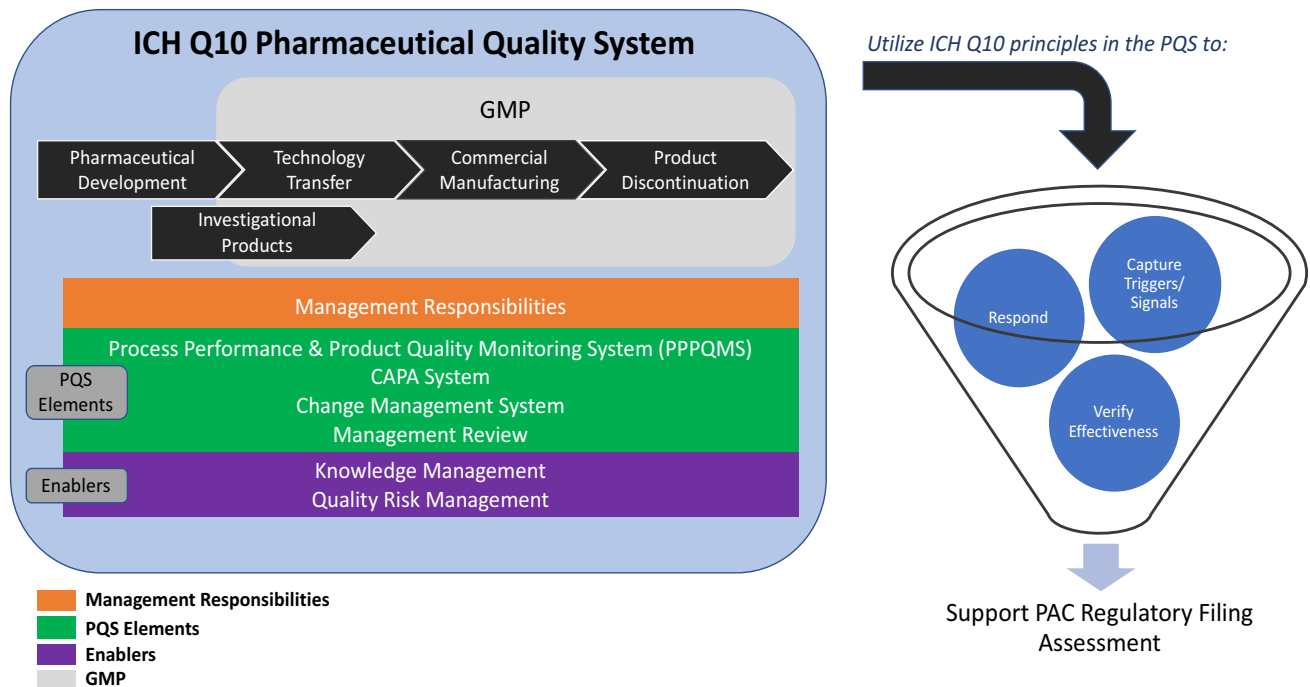 ICH Q10 Pharmaceutical Quality System
GMP
Pharmaceutical
Development
Technology
Transfer
Commercial
Manufacturing
Product
Discontinuation
Investigational
Products
Management Responsibilities
PQS
Elements
Process Performance & Product Quality Monitoring System (PPPQMS)
CAPA System
Change Management System
Management Review
Enablers
Knowledge Management
Quality Risk Management
Management Responsibilities
PQS Elements
Enablers
GMP
Utilize ICH Q10 principles in the PQS to:
Capture
Triggers/
Signals
Respond
Verify
Effectiveness
Support PAC Regulatory Filing
Assessment